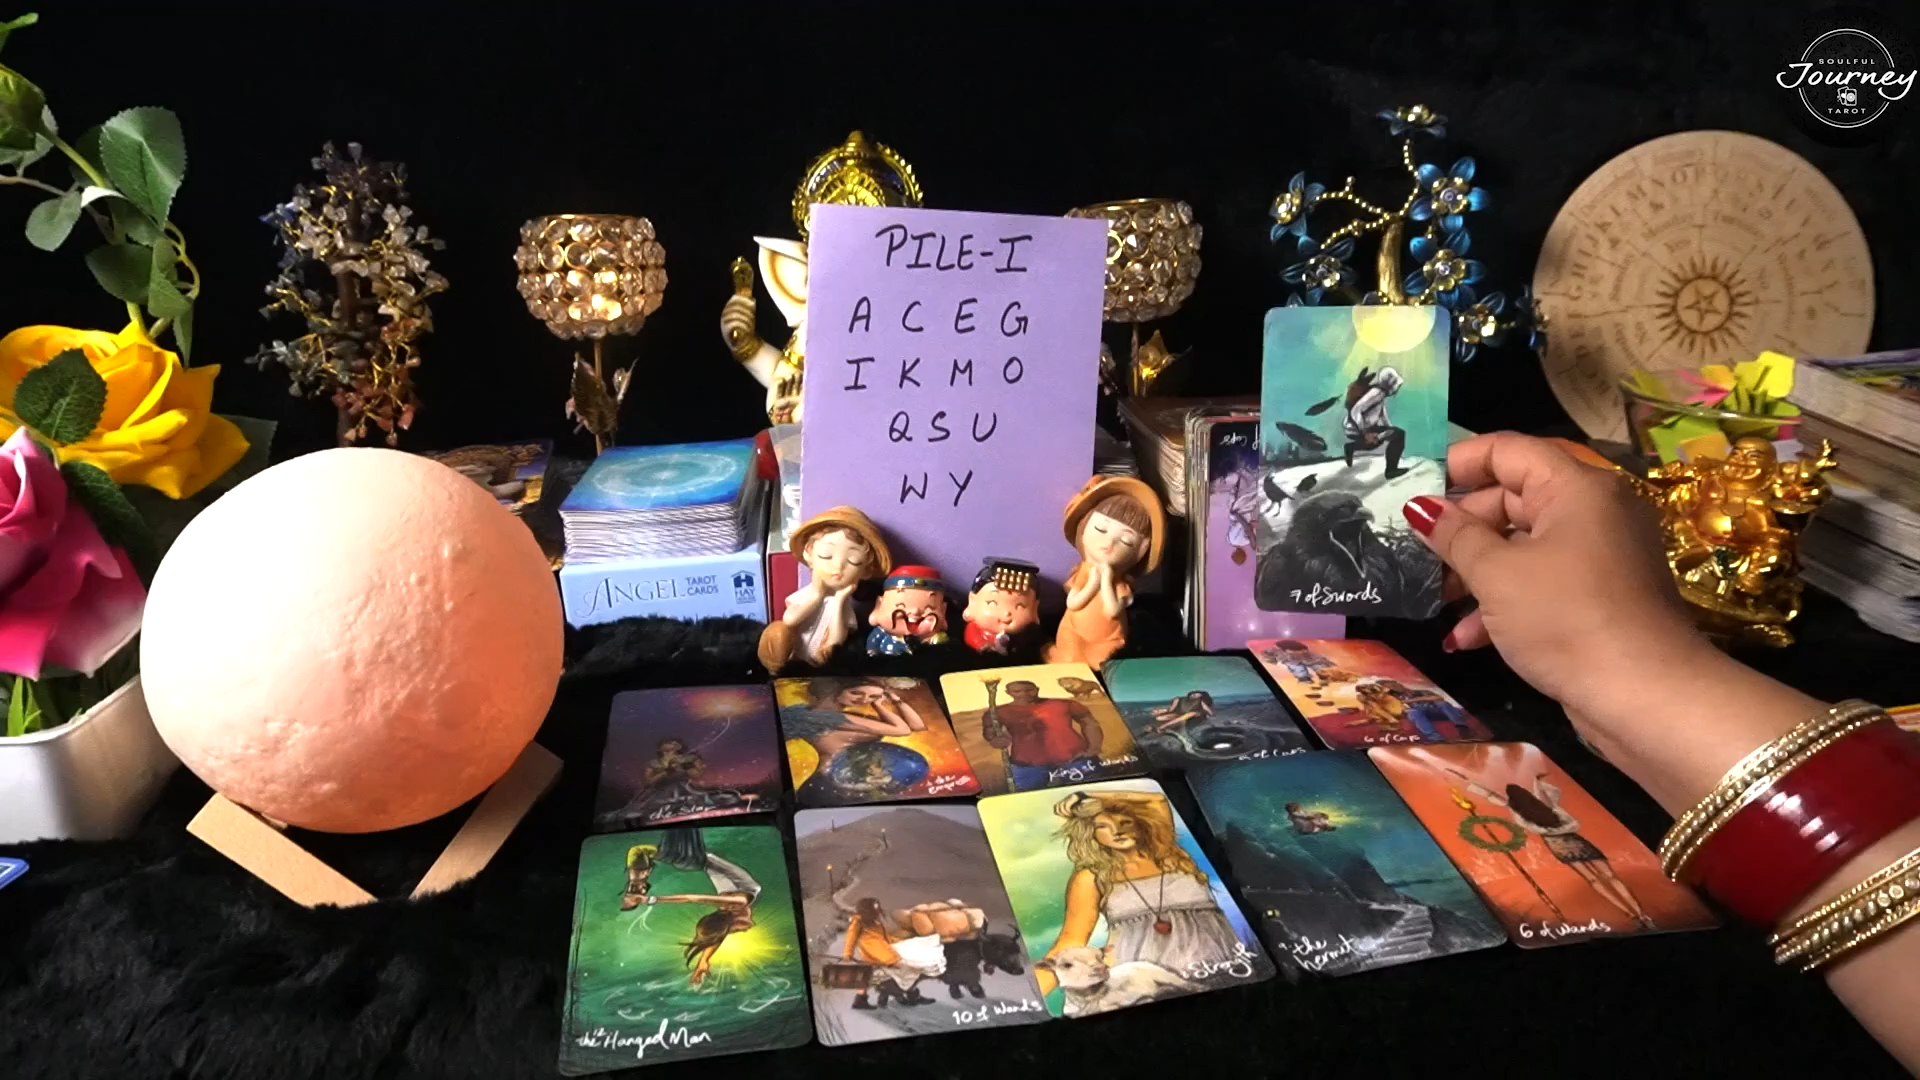 SOULFUL
Journey
TAROT
PILE-I
A C E G
I K M O
Q S U
W Y
ANGEL TAROT CARDS
HAY HOUSE
7 of Swords
the Star
the Empress
King of Wands
6 of Cups
the Hanged Man
10 of Wands
Strength
9 the hermit
6 of Wands